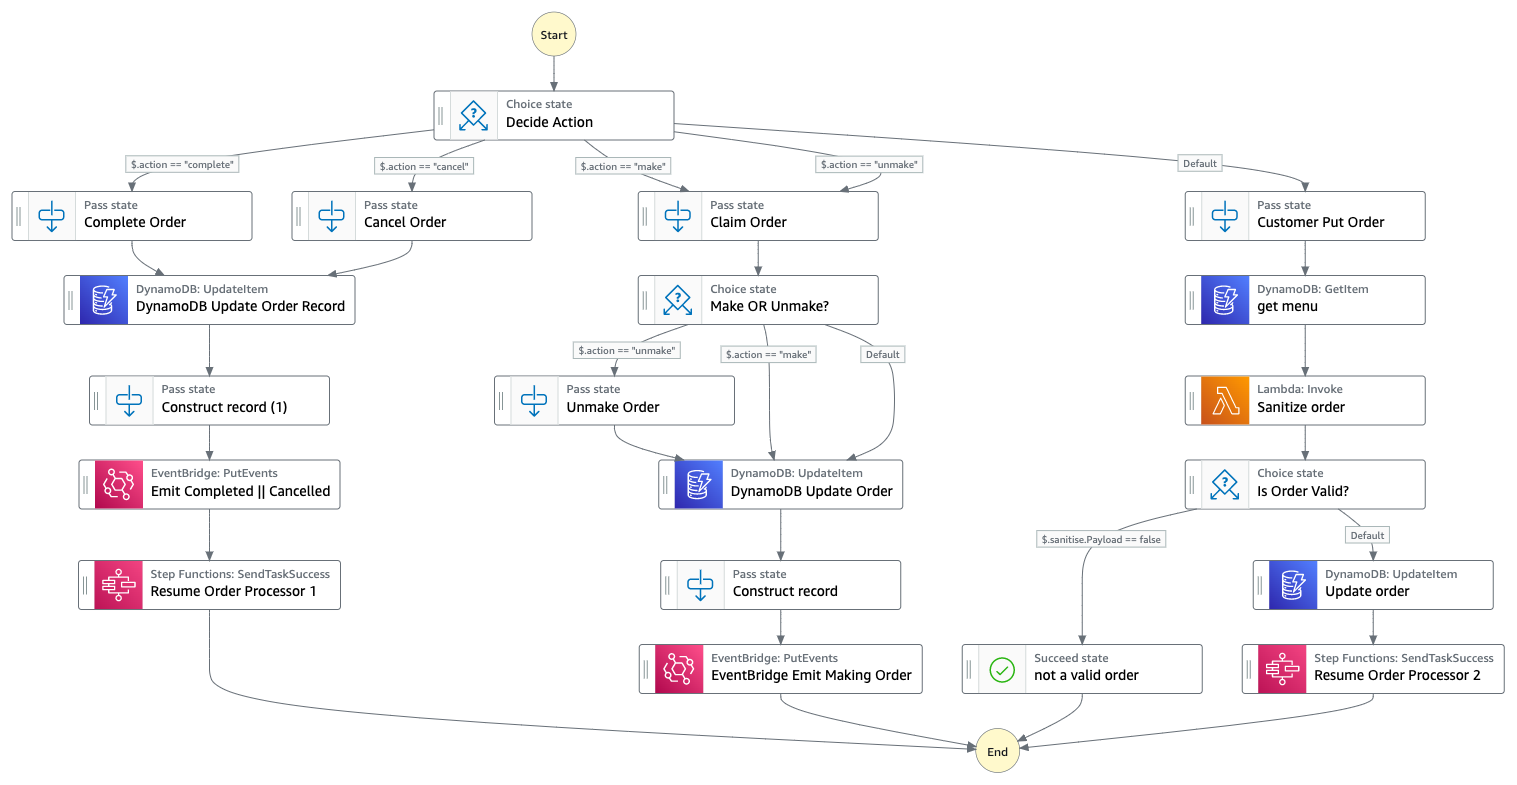 Start
Choice state
Decide Action
$.action == "complete"
$.action == "cancel"
$.action == "make"
$.action == "unmake"
Default
Pass state
Complete Order
Pass state
Cancel Order
Pass state
Claim Order
Pass state
Customer Put Order
DynamoDB: UpdateItem
DynamoDB Update Order Record
Choice state
Make OR Unmake?
DynamoDB: GetItem
get menu
$.action == "unmake"
$.action == "make"
Default
Pass state
Construct record (1)
Pass state
Unmake Order
Lambda: Invoke
Sanitize order
EventBridge: PutEvents
Emit Completed || Cancelled
DynamoDB: UpdateItem
DynamoDB Update Order
Choice state
Is Order Valid?
$.sanitise.Payload == false
Default
Step Functions: SendTaskSuccess
Resume Order Processor 1
Pass state
Construct record
DynamoDB: UpdateItem
Update order
EventBridge: PutEvents
EventBridge Emit Making Order
Succeed state
not a valid order
Step Functions: SendTaskSuccess
Resume Order Processor 2
End